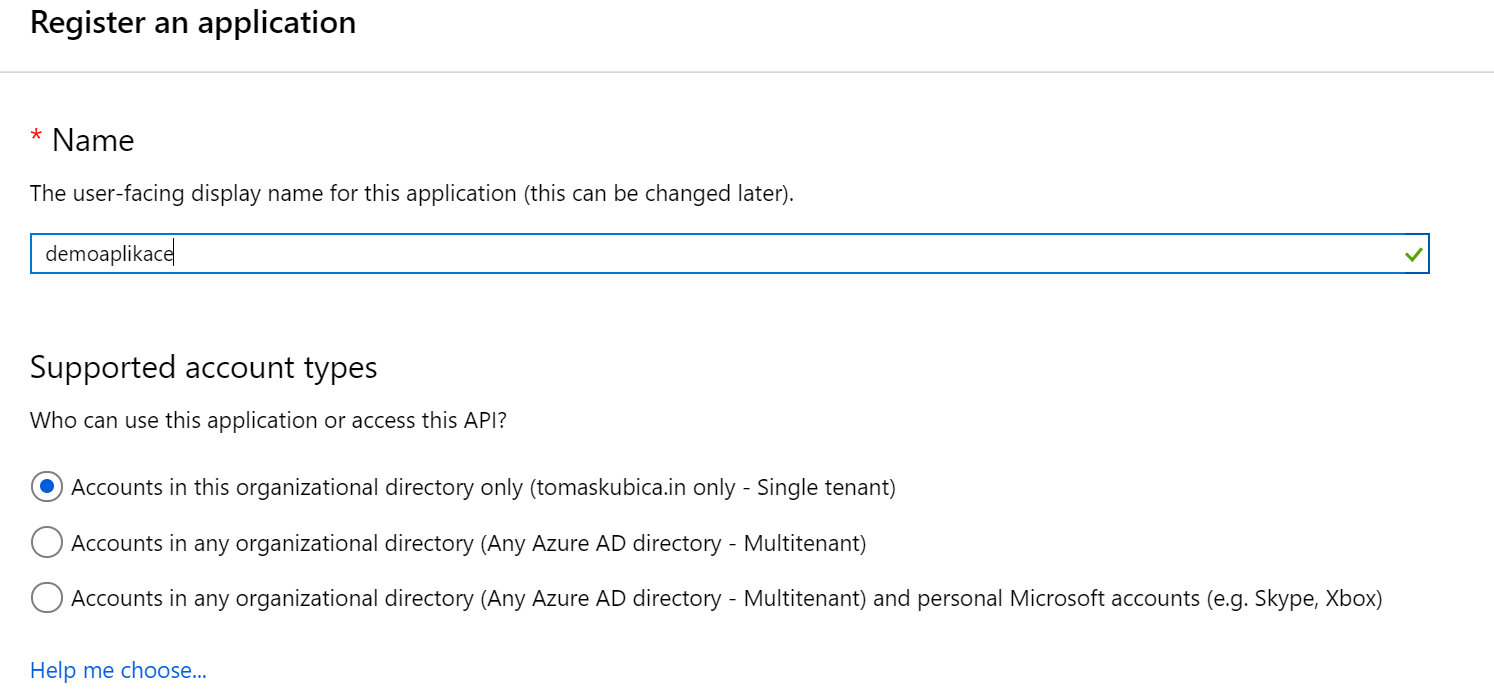 Register an application
* Name
The user-facing display name for this application (this can be changed later).
demoaplikace
Supported account types
Who can use this application or access this API?
Accounts in this organizational directory only (tomaskubica.in only - Single tenant)
Accounts in any organizational directory (Any Azure AD directory - Multitenant)
Accounts in any organizational directory (Any Azure AD directory - Multitenant) and personal Microsoft accounts (e.g. Skype, Xbox)
Help me choose...